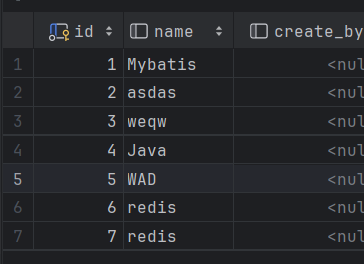 id name create_by
1 1 Mybatis <nul
2 2 asdas <nul
3 3 weqw <nul
4 4 Java <nul
5 5 WAD <nul
6 6 redis <nul
7 7 redis <nul